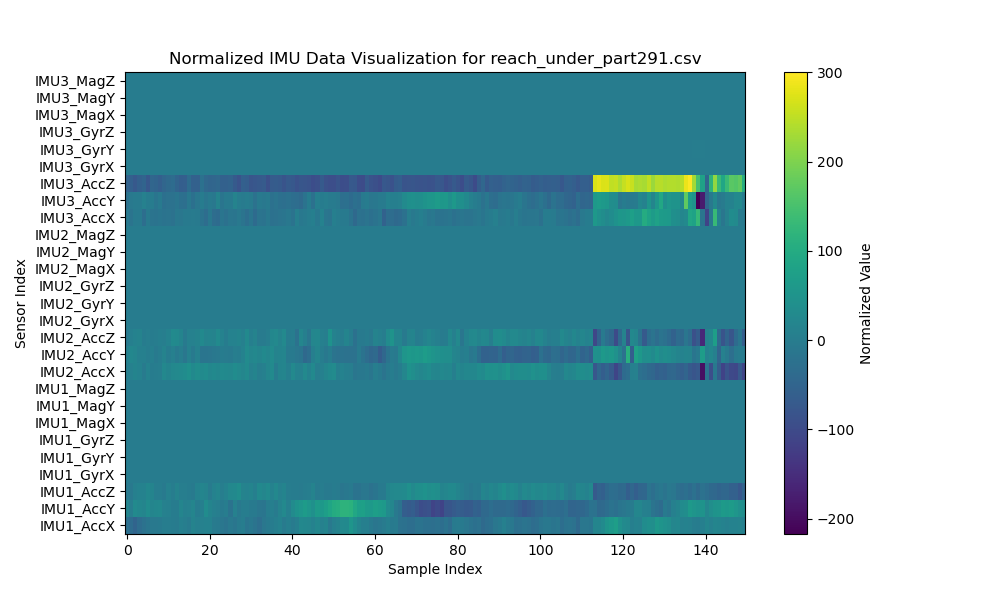 Normalized IMU Data Visualization for reach_under_part291.csv
IMU3_MagZ
IMU3_MagY
IMU3_MagX
IMU3_GyrZ
IMU3_GyrY
IMU3_GyrX
IMU3_AccZ
IMU3_AccY
IMU3_AccX
IMU2_MagZ
IMU2_MagY
IMU2_MagX
IMU2_GyrZ
IMU2_GyrY
IMU2_GyrX
IMU2_AccZ
IMU2_AccY
IMU2_AccX
IMU1_MagZ
IMU1_MagY
IMU1_MagX
IMU1_GyrZ
IMU1_GyrY
IMU1_GyrX
IMU1_AccZ
IMU1_AccY
IMU1_AccX
Sensor Index
0 20 40 60 80 100 120 140
Sample Index
300
200
100
0
−100
−200
Normalized Value